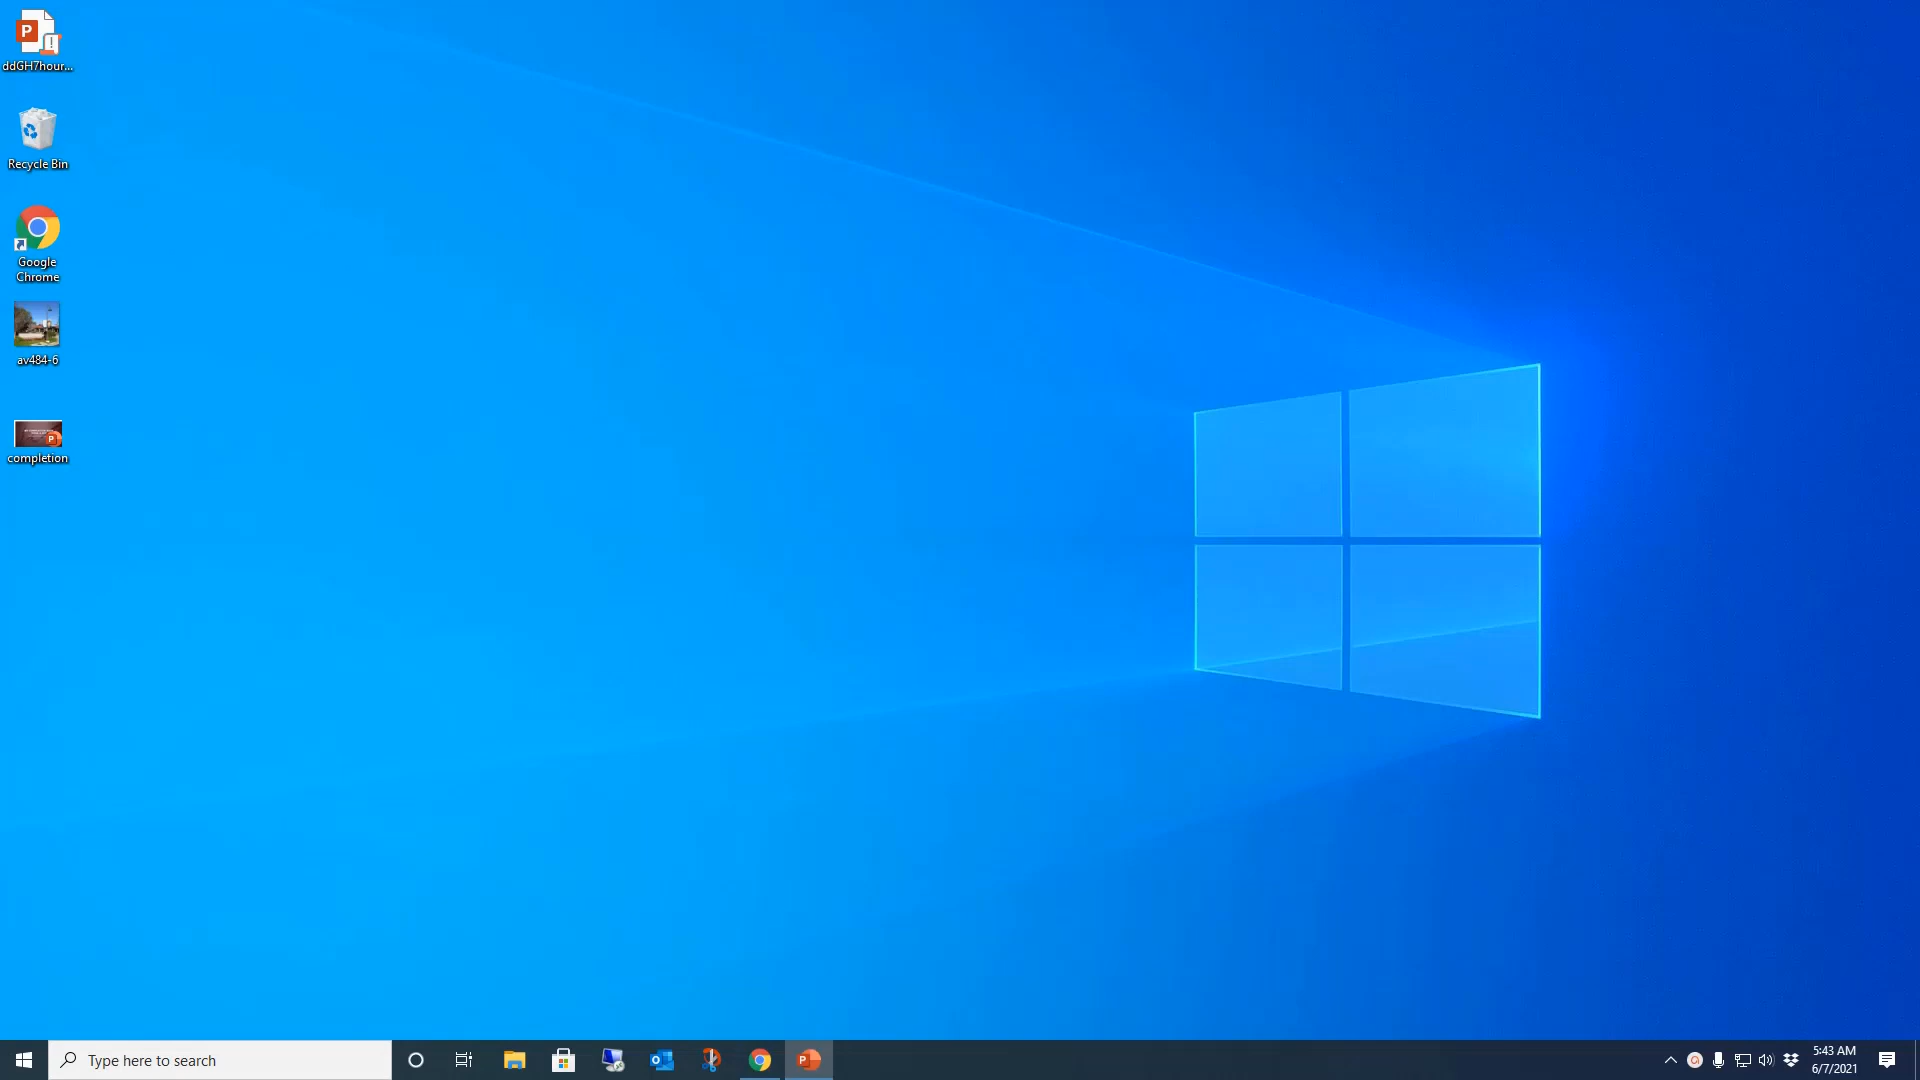 ddGH7hour...
Recycle Bin
Google
Chrome
av484-6
completion
Type here to search
5:43 AM
6/7/2021